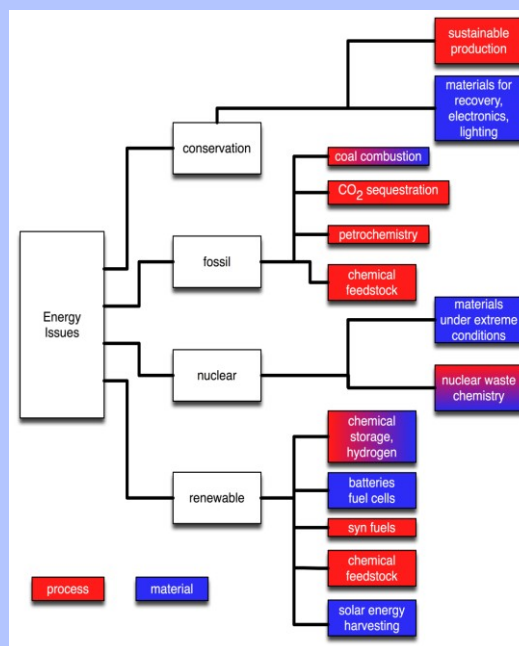 sustainable
production
materials for
recovery,
electronics,
lighting
conservation
coal combustion
CO2 sequestration
petrochemistry
fossil
chemical
feedstock
Energy
Issues
materials
under extreme
conditions
nuclear
nuclear waste
chemistry
chemical
storage,
hydrogen
batteries
fuel cells
renewable
syn fuels
chemical
feedstock
solar energy
harvesting
process
material